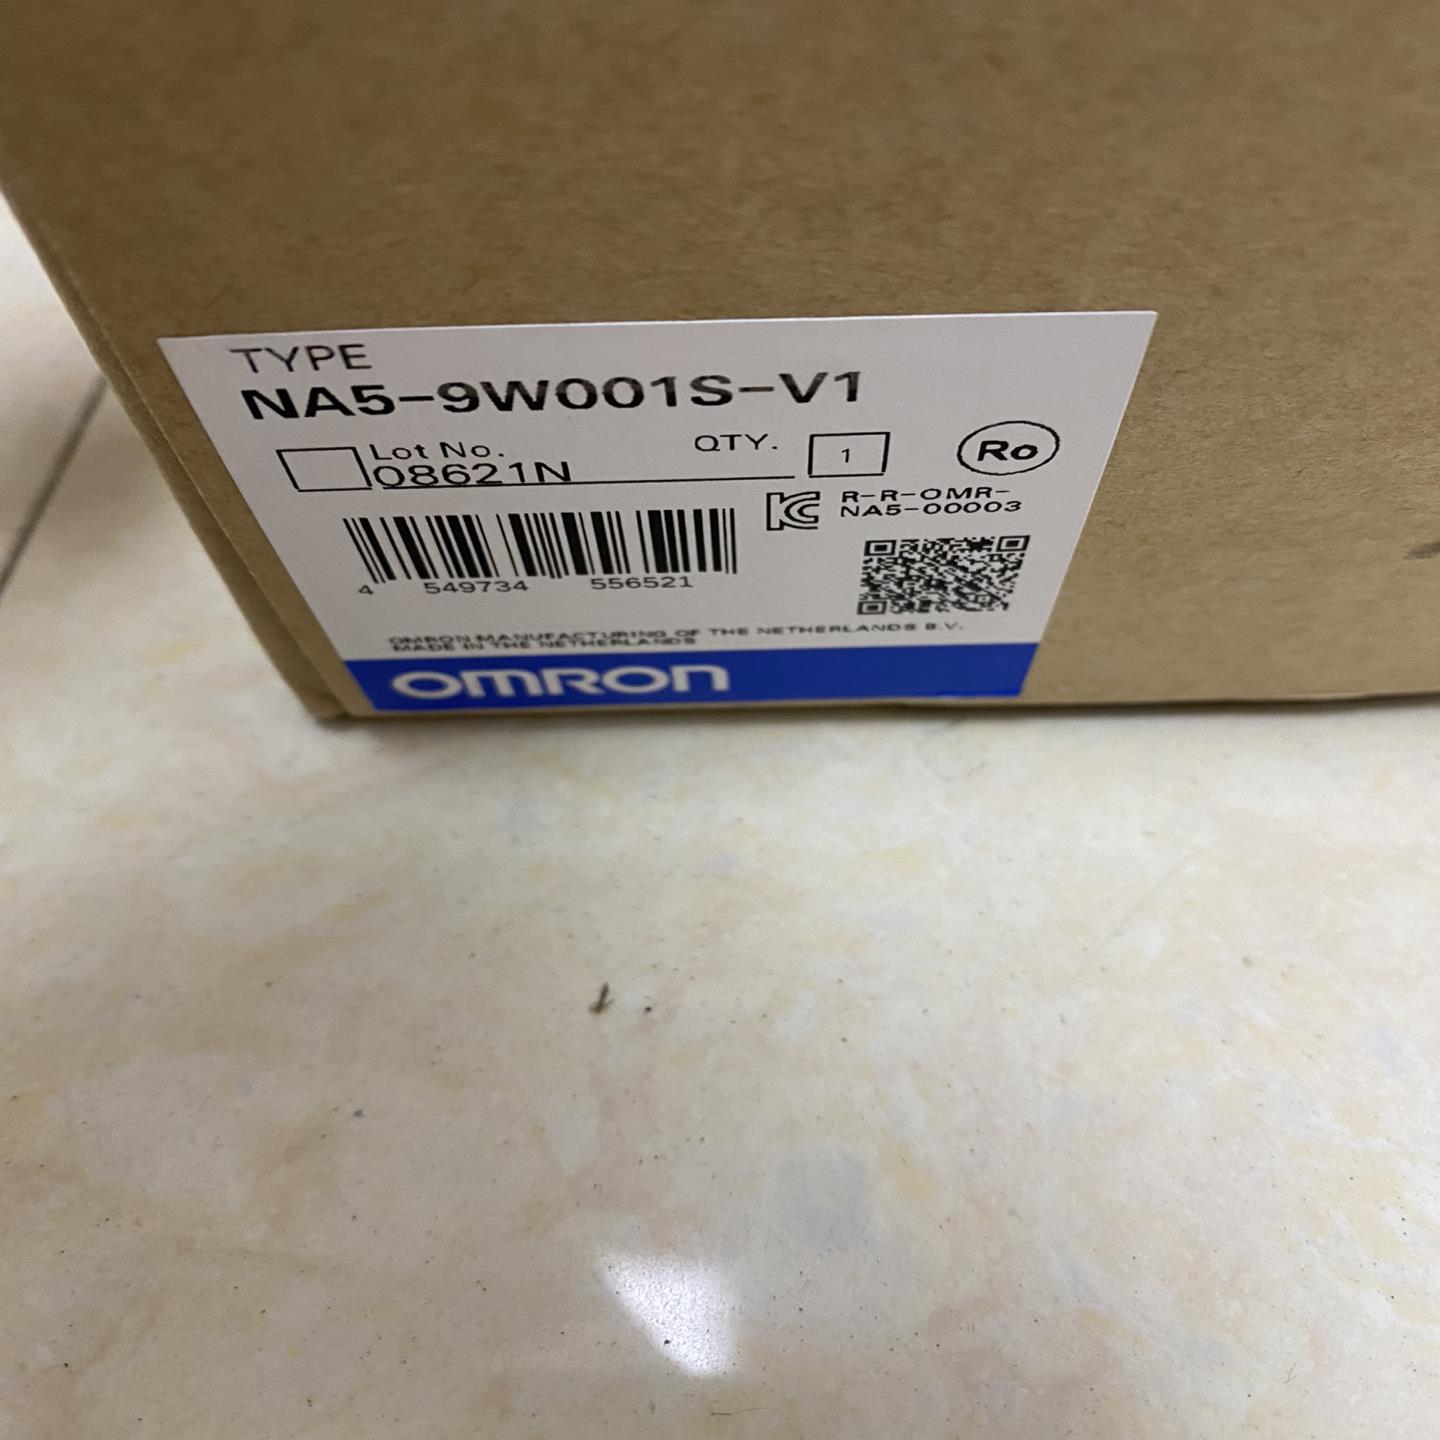 TYPE
NA5-9W001S-V1
Lot No. QTY. 1 Ro
08621N
R-R-OMR-
NA5-00003
4 549734 556521
OMRON MANUFACTURING OF THE NETHERLANDS B.V.
MADE IN THE NETHERLANDS
OMRON